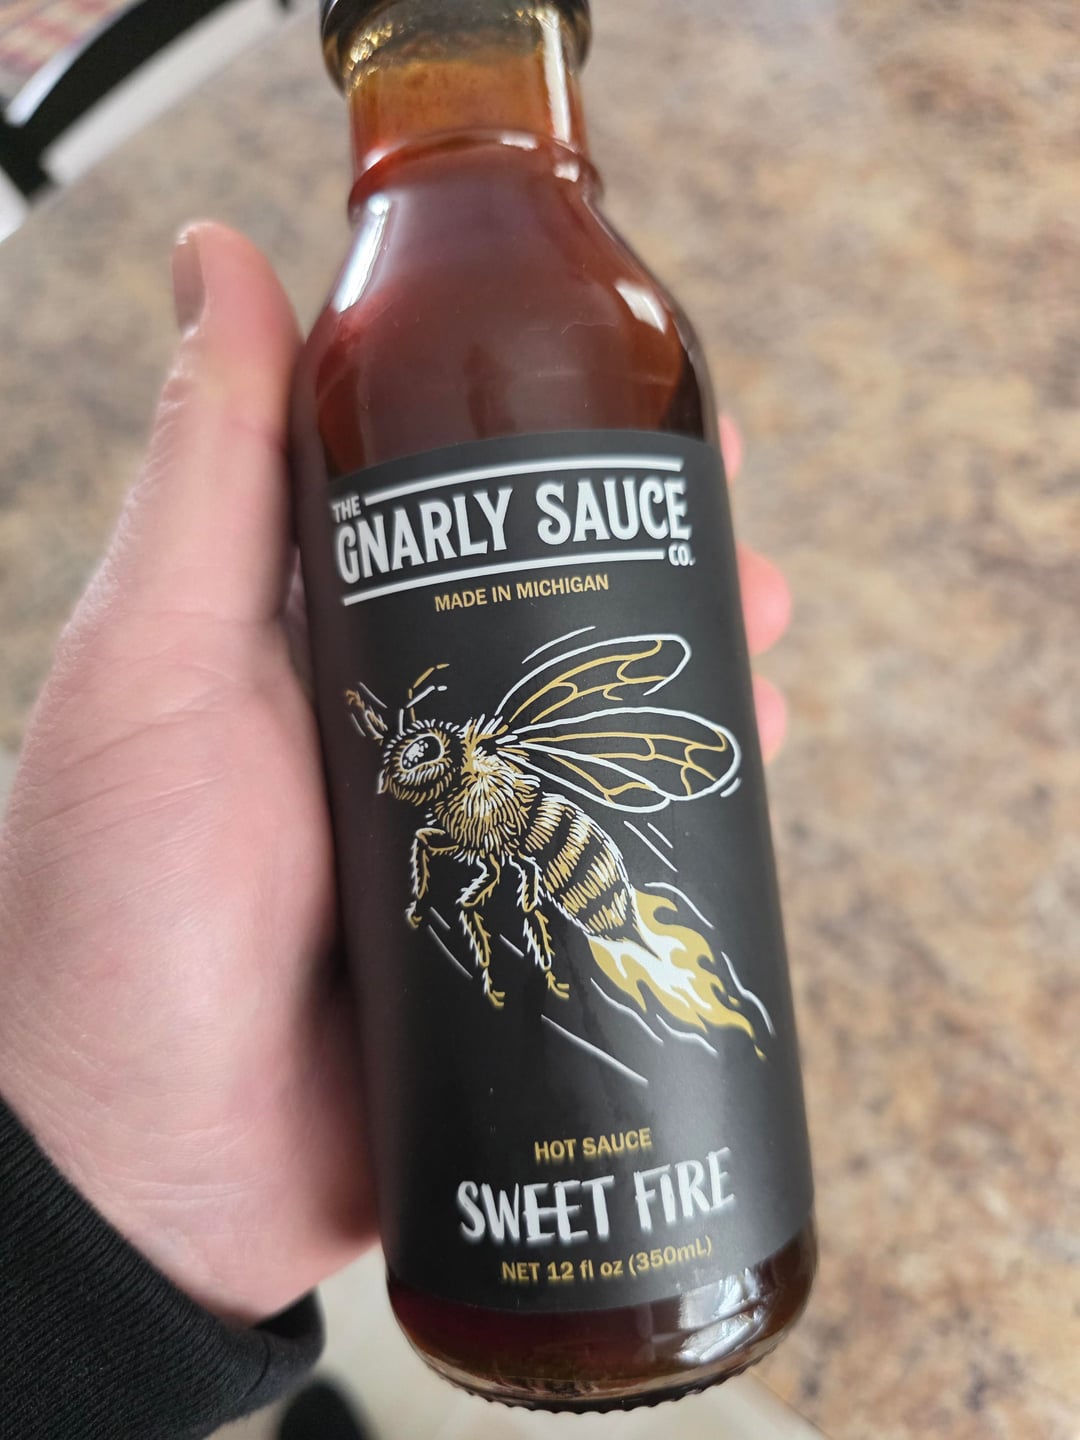 THE
GNARLY SAUCE
CO.
MADE IN MICHIGAN
HOT SAUCE
SWEET FIRE
NET 12 fl oz (350mL)